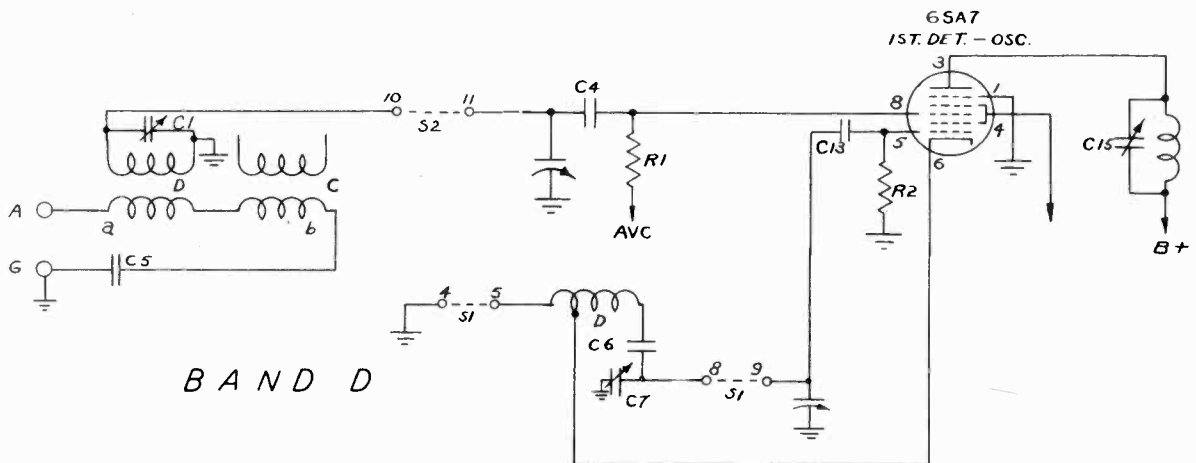 6SA7
1ST. DET. - OSC.
3
1
8
4
5
6
C4
10
11
S2
C1
R1
AVC
C13
R2
C15
B+
D
C
A
a
b
G
C5
4
5
S1
D
C6
C7
8
9
S1
BAND D